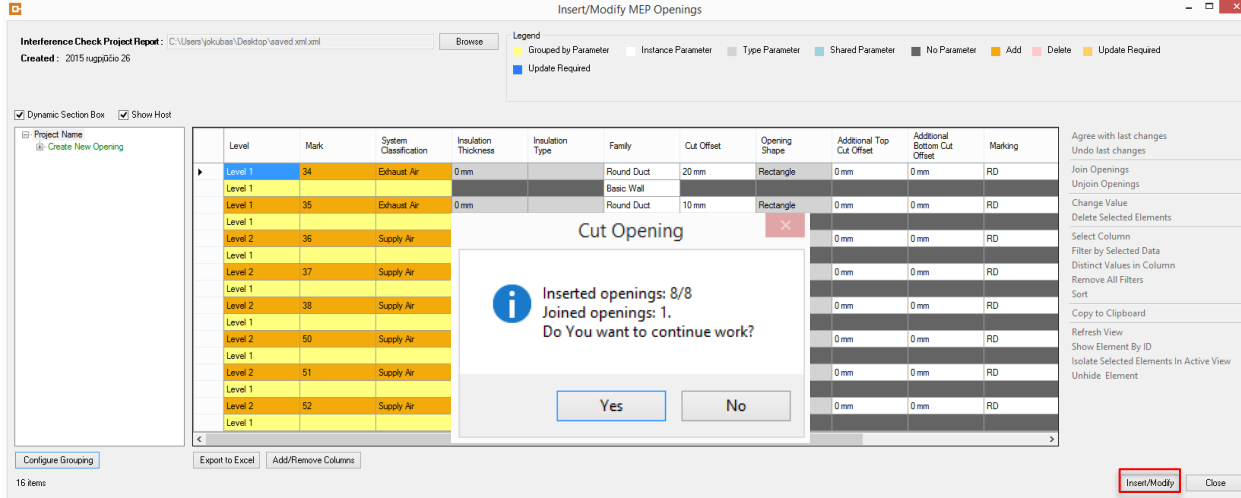 Insert/Modify MEP Openings
Interference Check Project Report : C:\Users\jokubas\Desktop\saved xml.xml Browse
Created : 2015 rugpjūčio 26
Legend
Grouped by Parameter Instance Parameter Type Parameter Shared Parameter No Parameter Add Delete Update Required
Update Required
Dynamic Section Box Show Host
Project Name
Create New Opening
Level Mark System Classification Insulation Thickness Insulation Type Family Cut Offset Opening Shape Additional Top Cut Offset Additional Bottom Cut Offset Marking
Level 1 34 Exhaust Air 0 mm Round Duct 20 mm Rectangle 0 mm 0 mm RD
Level 1 Basic Wall
Level 1 35 Exhaust Air 0 mm Round Duct 10 mm Rectangle 0 mm 0 mm RD
Level 1
Level 2 36 Supply Air 0 mm 0 mm RD
Level 1
Level 2 37 Supply Air 0 mm 0 mm RD
Level 1
Level 2 38 Supply Air 0 mm 0 mm RD
Level 1
Level 2 50 Supply Air 0 mm 0 mm RD
Level 1
Level 2 51 Supply Air 0 mm 0 mm RD
Level 1
Level 2 52 Supply Air 0 mm 0 mm RD
Level 1
Cut Opening
Inserted openings: 8/8
Joined openings: 1.
Do You want to continue work?
Yes No
Agree with last changes
Undo last changes
Join Openings
Unjoin Openings
Change Value
Delete Selected Elements
Select Column
Filter by Selected Data
Distinct Values in Column
Remove All Filters
Sort
Copy to Clipboard
Refresh View
Show Element By ID
Isolate Selected Elements In Active View
Unhide Element
Configure Grouping Export to Excel Add/Remove Columns
16 items Insert/Modify Close